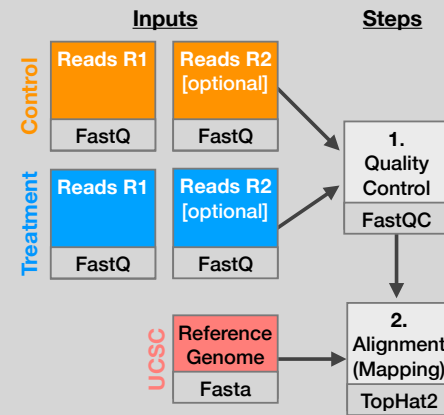 Inputs
Steps
Control
Reads R1
FastQ
Reads R2
[optional]
FastQ
Treatment
Reads R1
FastQ
Reads R2
[optional]
FastQ
1.
Quality
Control
FastQC
UCSC
Reference
Genome
Fasta
2.
Alignment
(Mapping)
TopHat2